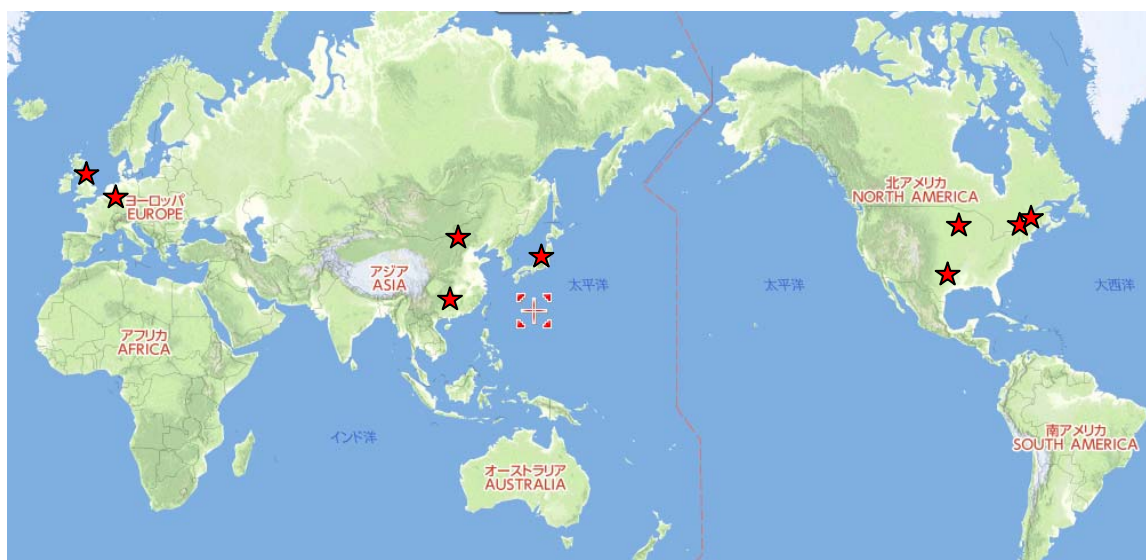 北アメリカ
NORTH AMERICA
ヨーロッパ
EUROPE
アジア
ASIA
太平洋
太平洋
大西洋
アフリカ
AFRICA
インド洋
南アメリカ
SOUTH AMERICA
オーストラリア
AUSTRALIA